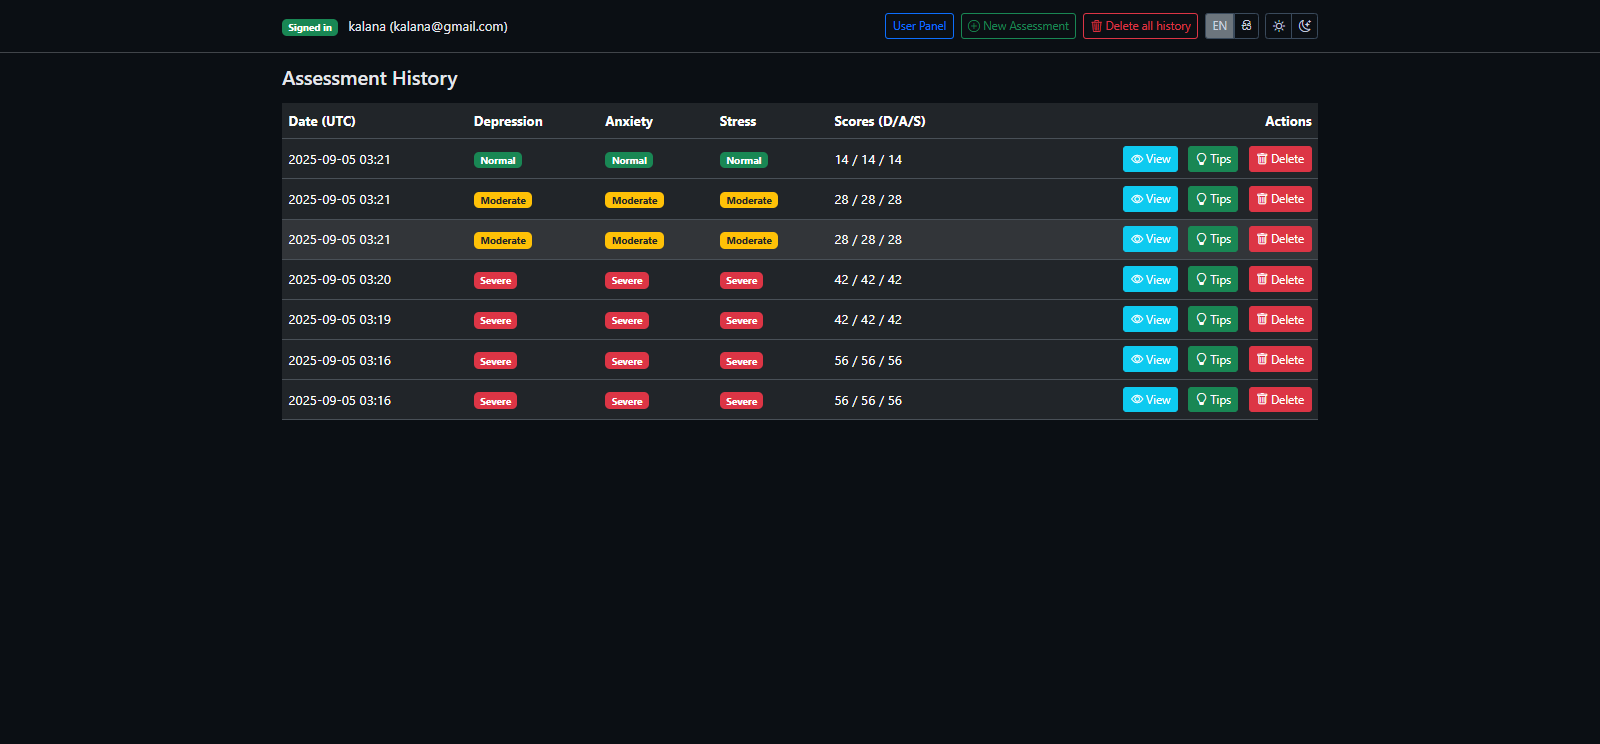 Signed in kalana (kalana@gmail.com) User Panel New Assessment Delete all history EN සිං
Assessment History
Date (UTC) Depression Anxiety Stress Scores (D/A/S) Actions
2025-09-05 03:21 Normal Normal Normal 14 / 14 / 14 View Tips Delete
2025-09-05 03:21 Moderate Moderate Moderate 28 / 28 / 28 View Tips Delete
2025-09-05 03:21 Moderate Moderate Moderate 28 / 28 / 28 View Tips Delete
2025-09-05 03:20 Severe Severe Severe 42 / 42 / 42 View Tips Delete
2025-09-05 03:19 Severe Severe Severe 42 / 42 / 42 View Tips Delete
2025-09-05 03:16 Severe Severe Severe 56 / 56 / 56 View Tips Delete
2025-09-05 03:16 Severe Severe Severe 56 / 56 / 56 View Tips Delete